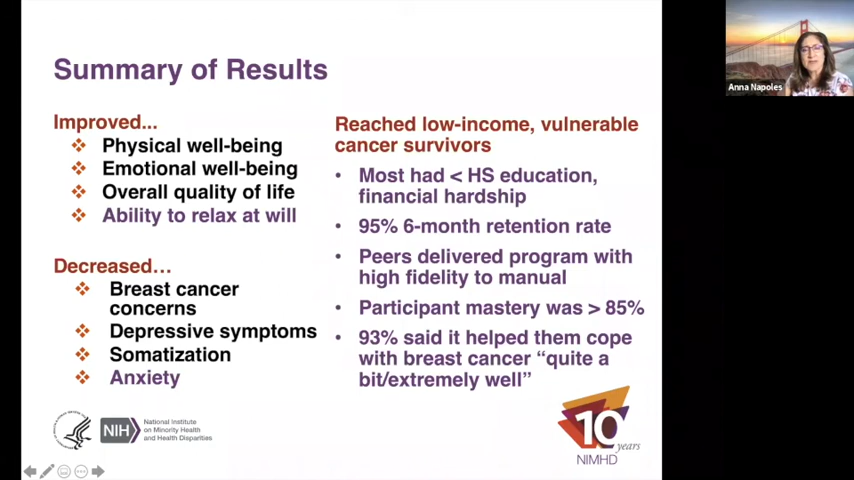 Summary of Results
Improved...
❖ Physical well-being
❖ Emotional well-being
❖ Overall quality of life
❖ Ability to relax at will
Decreased…
❖ Breast cancer
concerns
❖ Depressive symptoms
❖ Somatization
❖ Anxiety
Reached low-income, vulnerable
cancer survivors
• Most had < HS education,
financial hardship
• 95% 6-month retention rate
• Peers delivered program with
high fidelity to manual
• Participant mastery was > 85%
• 93% said it helped them cope
with breast cancer “quite a
bit/extremely well”
NIH
National Institute
on Minority Health
and Health Disparities
10
years
NIMHD
Anna Napoles